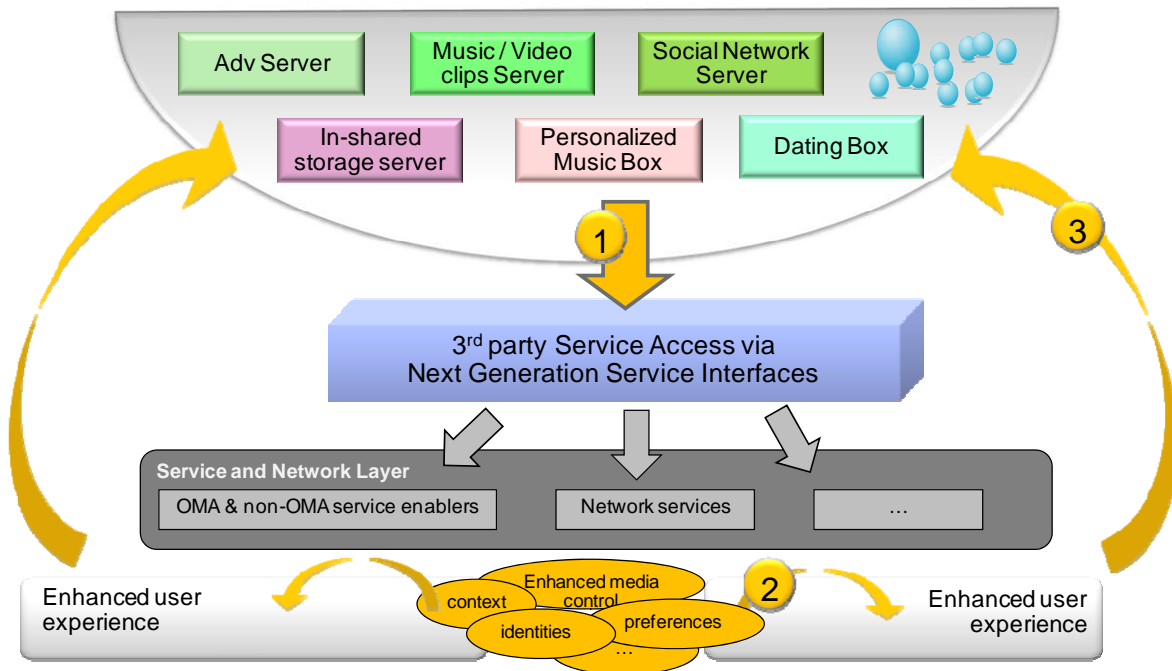 Adv Server
Music / Video
clips Server
Social Network
Server
In-shared
storage server
Personalized
Music Box
Dating Box
1
3
3rd party Service Access via
Next Generation Service Interfaces
Service and Network Layer
OMA & non-OMA service enablers
Network services
…
Enhanced user
experience
context
Enhanced media
control
identities
preferences
…
2
Enhanced user
experience